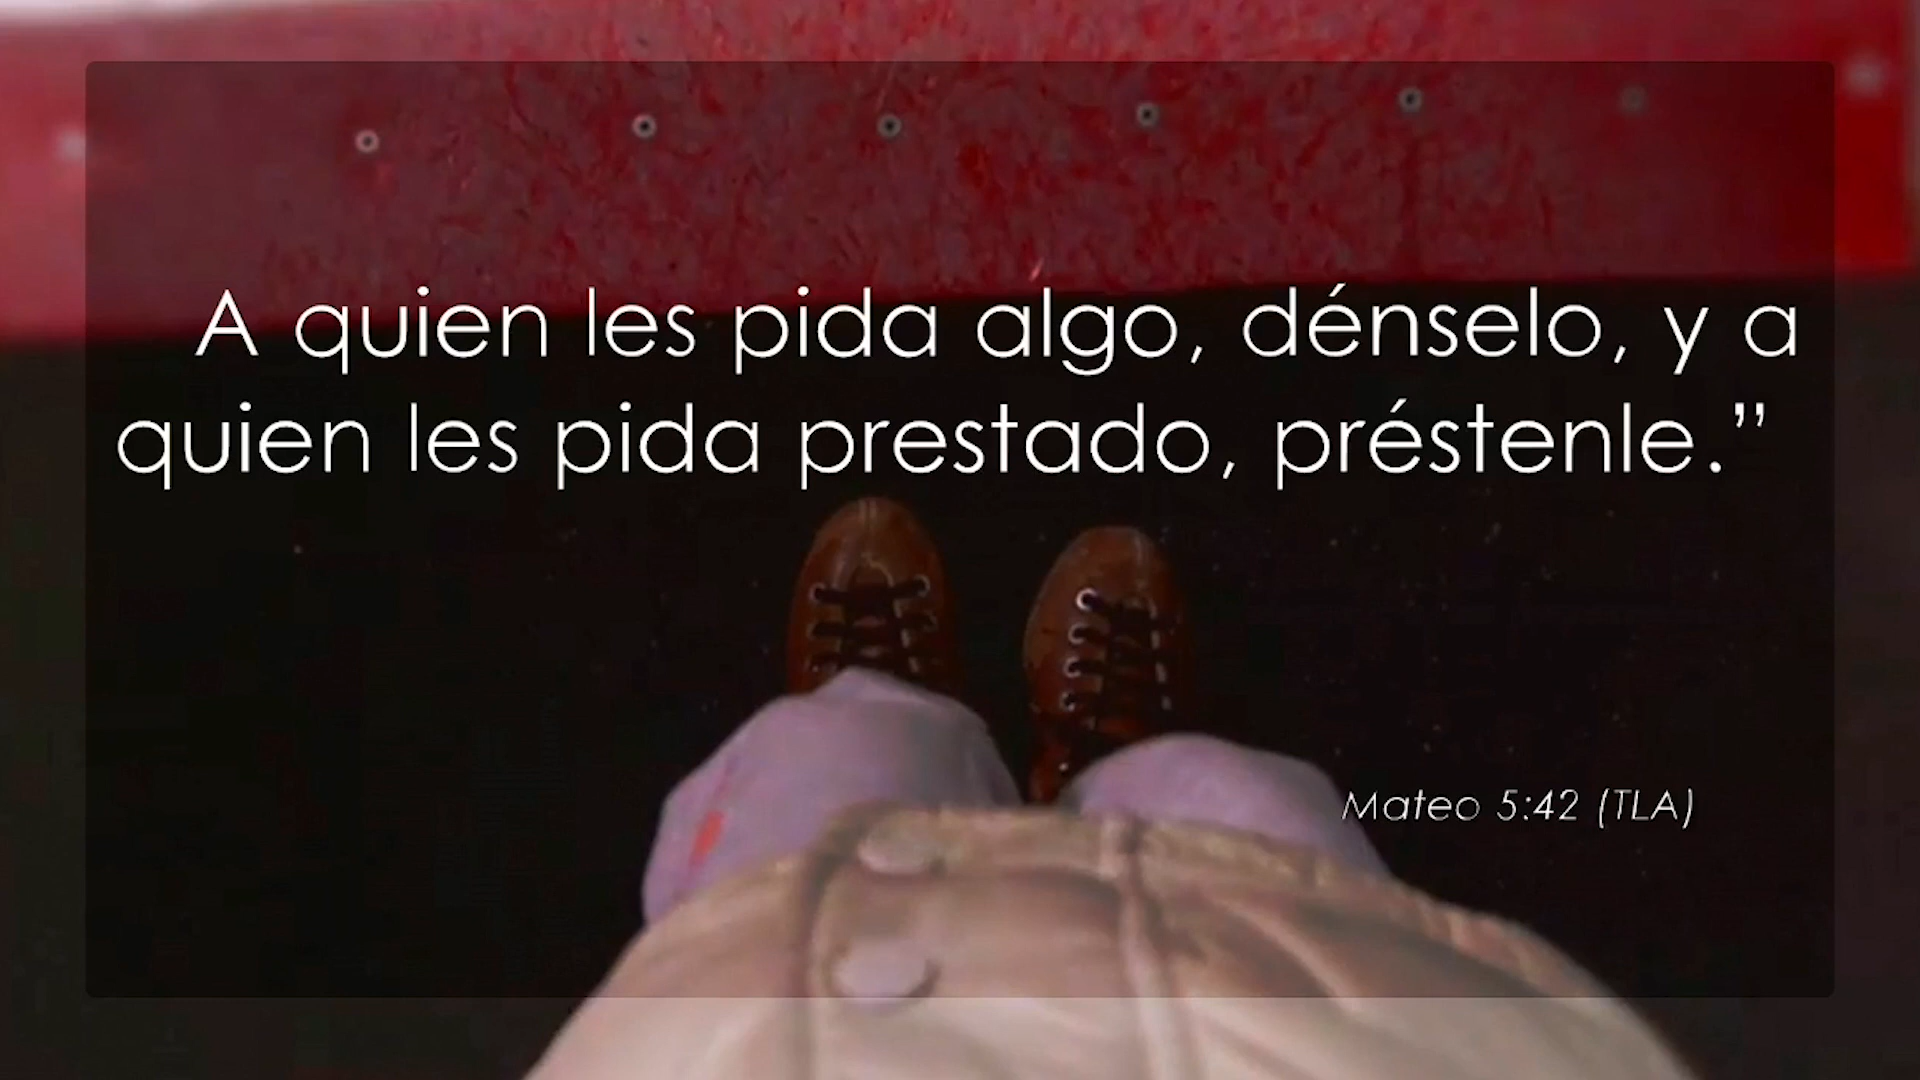 A quien les pida algo, dénselo, y a
quien les pida prestado, préstenle.”
Mateo 5:42 (TLA)